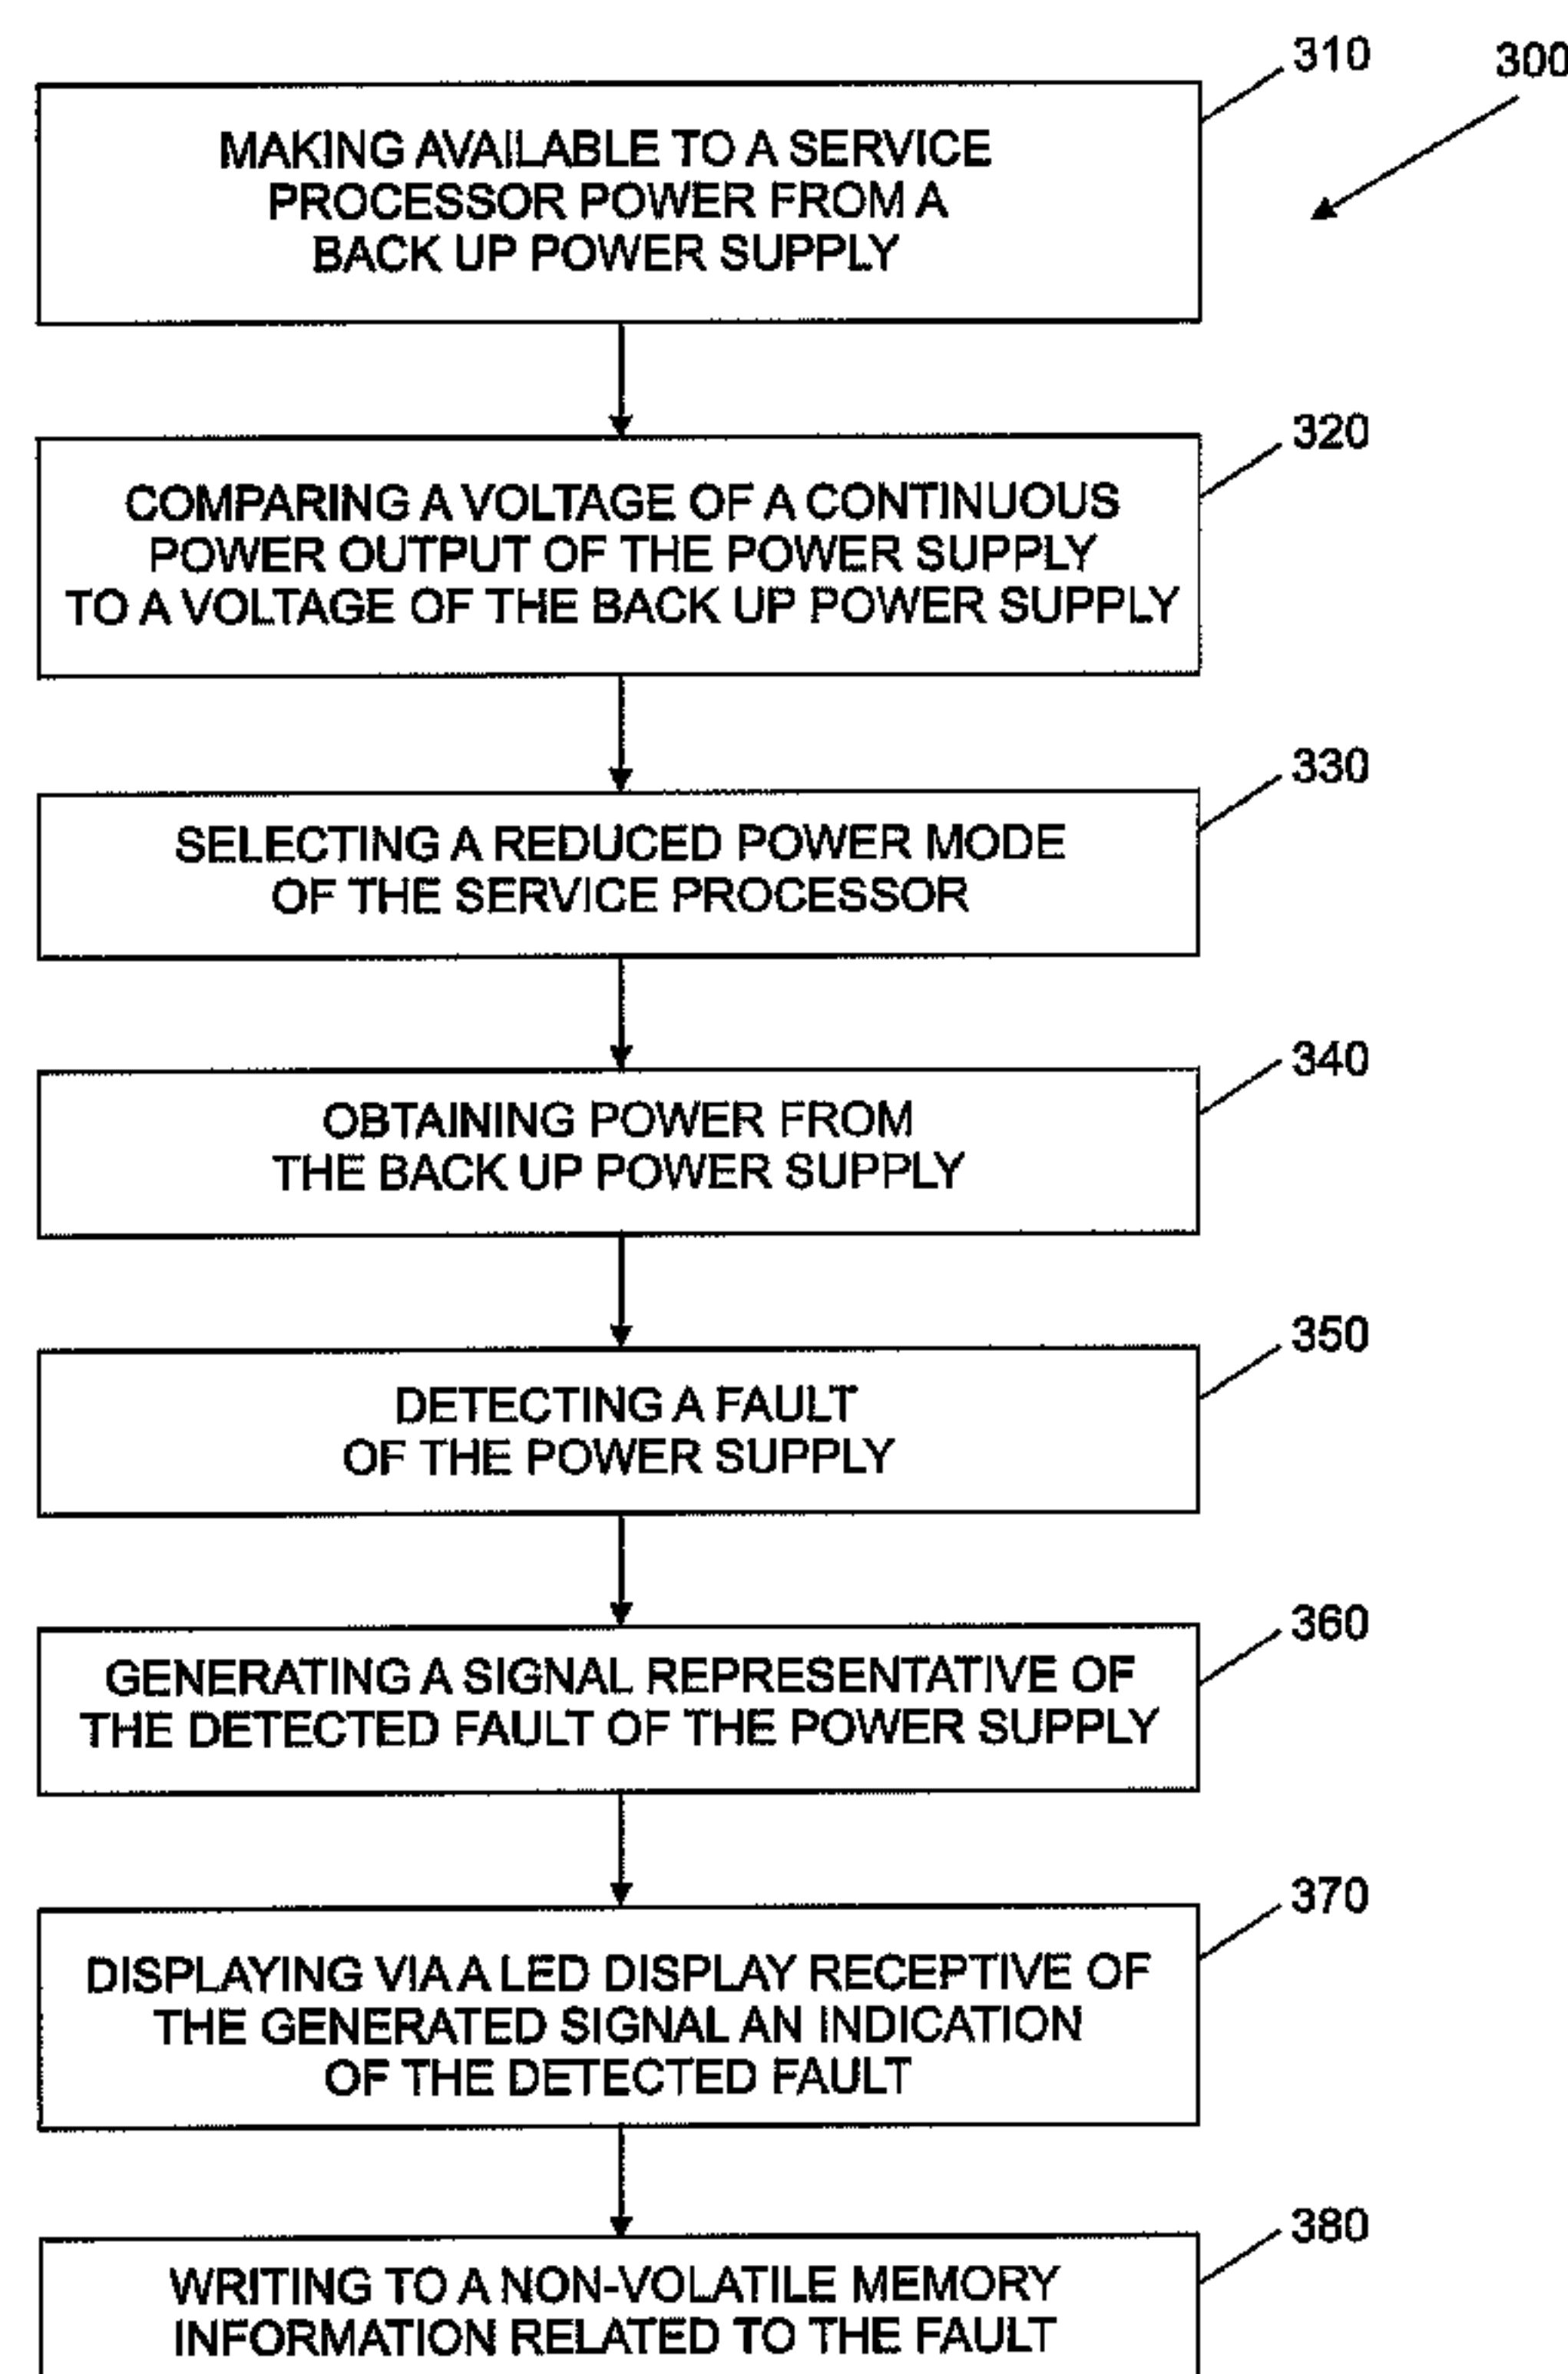 310
300
MAKING AVAILABLE TO A SERVICE
PROCESSOR POWER FROM A
BACK UP POWER SUPPLY
320
COMPARING A VOLTAGE OF A CONTINUOUS
POWER OUTPUT OF THE POWER SUPPLY
TO A VOLTAGE OF THE BACK UP POWER SUPPLY
330
SELECTING A REDUCED POWER MODE
OF THE SERVICE PROCESSOR
340
OBTAINING POWER FROM
THE BACK UP POWER SUPPLY
350
DETECTING A FAULT
OF THE POWER SUPPLY
360
GENERATING A SIGNAL REPRESENTATIVE OF
THE DETECTED FAULT OF THE POWER SUPPLY
370
DISPLAYING VIA A LED DISPLAY RECEPTIVE OF
THE GENERATED SIGNAL AN INDICATION
OF THE DETECTED FAULT
380
WRITING TO A NON-VOLATILE MEMORY
INFORMATION RELATED TO THE FAULT